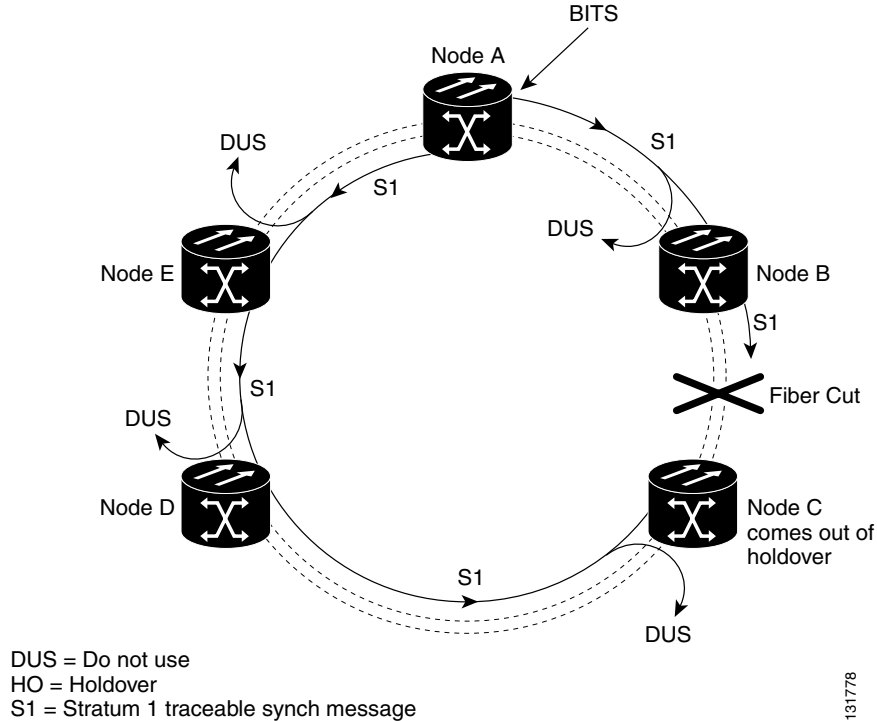 BITS
Node A
DUS
S1
S1
DUS
Node E
Node B
S1
S1
Fiber Cut
DUS
Node D
Node C
comes out of
holdover
S1
DUS
DUS = Do not use
HO = Holdover
S1 = Stratum 1 traceable synch message
131778